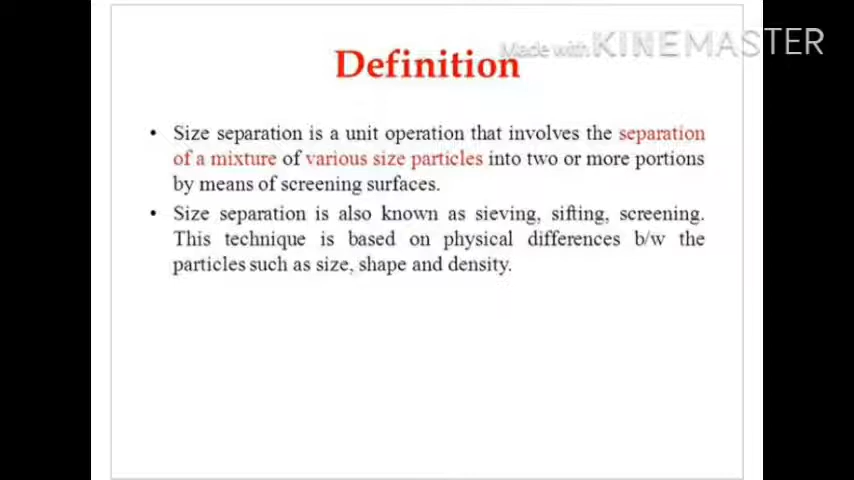 Made with KINEMASTER
Definition
• Size separation is a unit operation that involves the separation
of a mixture of various size particles into two or more portions
by means of screening surfaces.
• Size separation is also known as sieving, sifting, screening.
This technique is based on physical differences b/w the
particles such as size, shape and density.